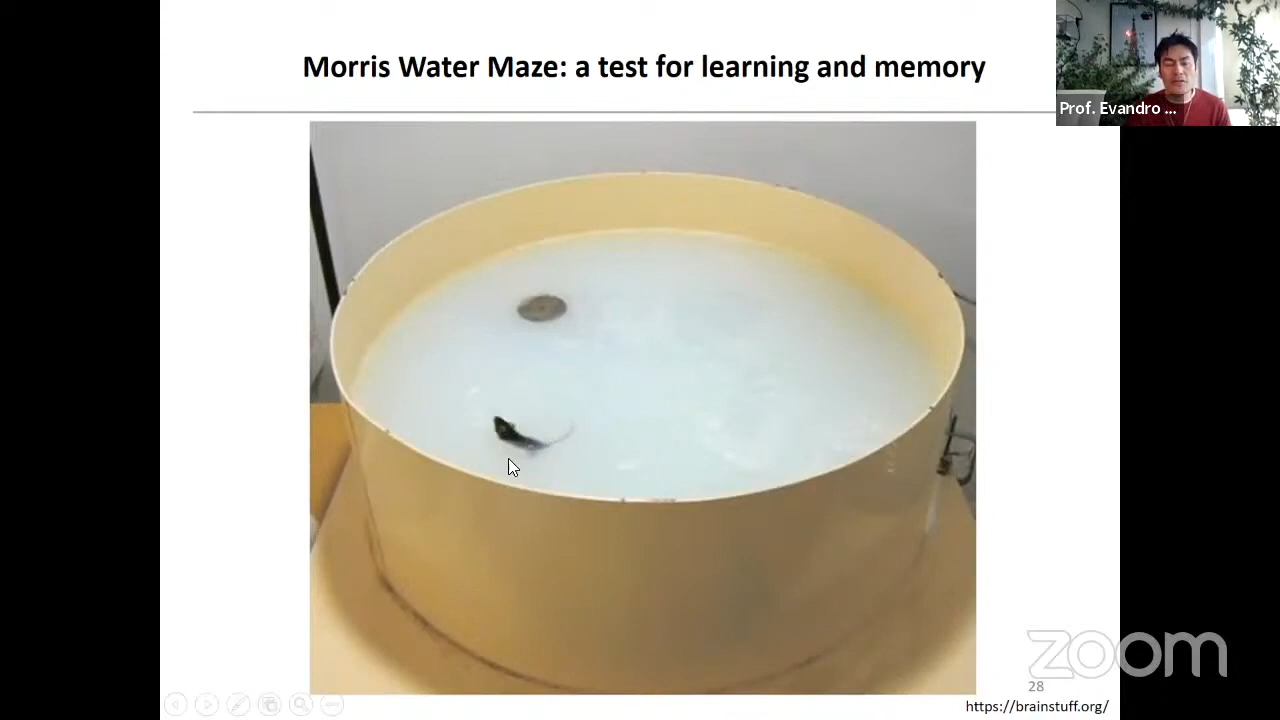 Morris Water Maze: a test for learning and memory
Prof. Evandro ...
zoom
28
https://brainstuff.org/